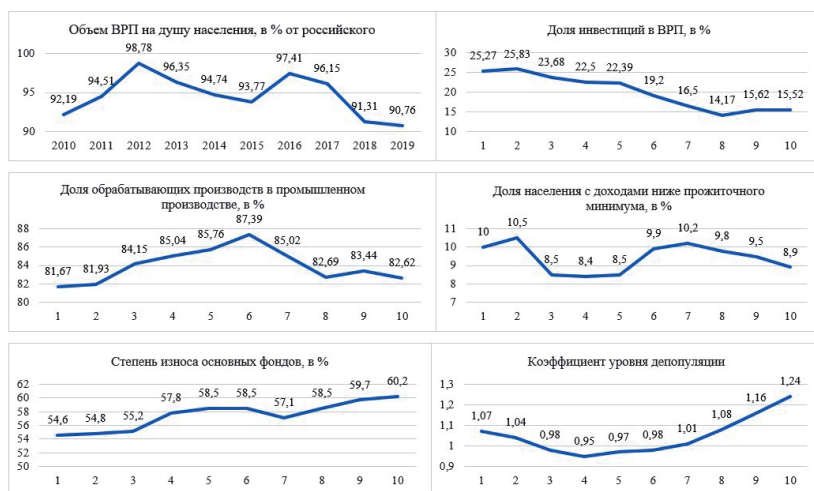 Объем ВРП на душу населения, в % от российского
100
95
90
92,19 94,51 98,78 96,35 94,74 93,77 97,41 96,15 91,31 90,76
2010 2011 2012 2013 2014 2015 2016 2017 2018 2019
Доля инвестиций в ВРП, в %
30
25
20
15
10
25,27 25,83 23,68 22,5 22,39 19,2 16,5 14,17 15,62 15,52
1 2 3 4 5 6 7 8 9 10
Доля обрабатывающих производств в промышленном
производстве, в %
88
86
84
82
80
81,67 81,93 84,15 85,04 85,76 87,39 85,02 82,69 83,44 82,62
1 2 3 4 5 6 7 8 9 10
Доля населения с доходами ниже прожиточного
минимума, в %
11
10
9
8
7
10 10,5 8,5 8,4 8,5 9,9 10,2 9,8 9,5 8,9
1 2 3 4 5 6 7 8 9 10
Степень износа основных фондов, в %
62
60
58
56
54
52
50
54,6 54,8 55,2 57,8 58,5 58,5 57,1 58,5 59,7 60,2
1 2 3 4 5 6 7 8 9 10
Коэффициент уровня депопуляции
1,3
1,2
1,1
1
0,9
1,07 1,04 0,98 0,95 0,97 0,98 1,01 1,08 1,16 1,24
1 2 3 4 5 6 7 8 9 10